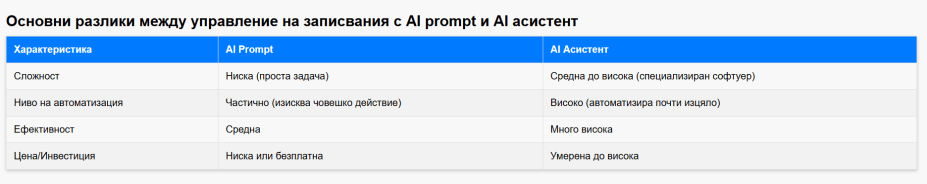 Основни разлики между управление на записвания с AI prompt и AI асистент
Характеристика AI Prompt AI Асистент
Сложност Ниска (проста задача) Средна до висока (специализиран софтуер)
Ниво на автоматизация Частично (изисква човешко действие) Високо (автоматизира почти изцяло)
Ефективност Средна Много висока
Цена/Инвестиция Ниска или безплатна Умерена до висока